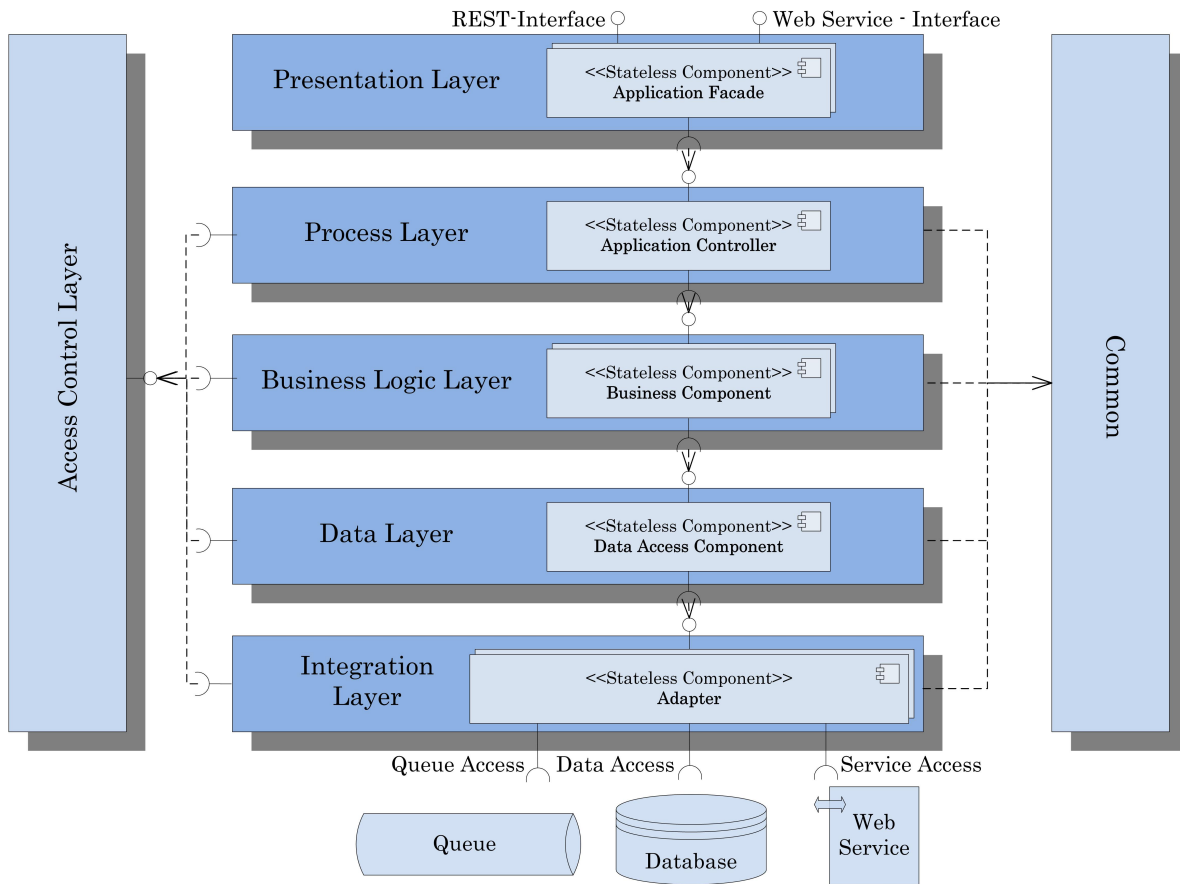 REST-Interface
Web Service - Interface
Presentation Layer
<<Stateless Component>>
Application Facade
Process Layer
<<Stateless Component>>
Application Controller
Access Control Layer
Business Logic Layer
<<Stateless Component>>
Business Component
Common
Data Layer
<<Stateless Component>>
Data Access Component
Integration
Layer
<<Stateless Component>>
Adapter
Queue Access
Data Access
Service Access
Queue
Database
Web
Service